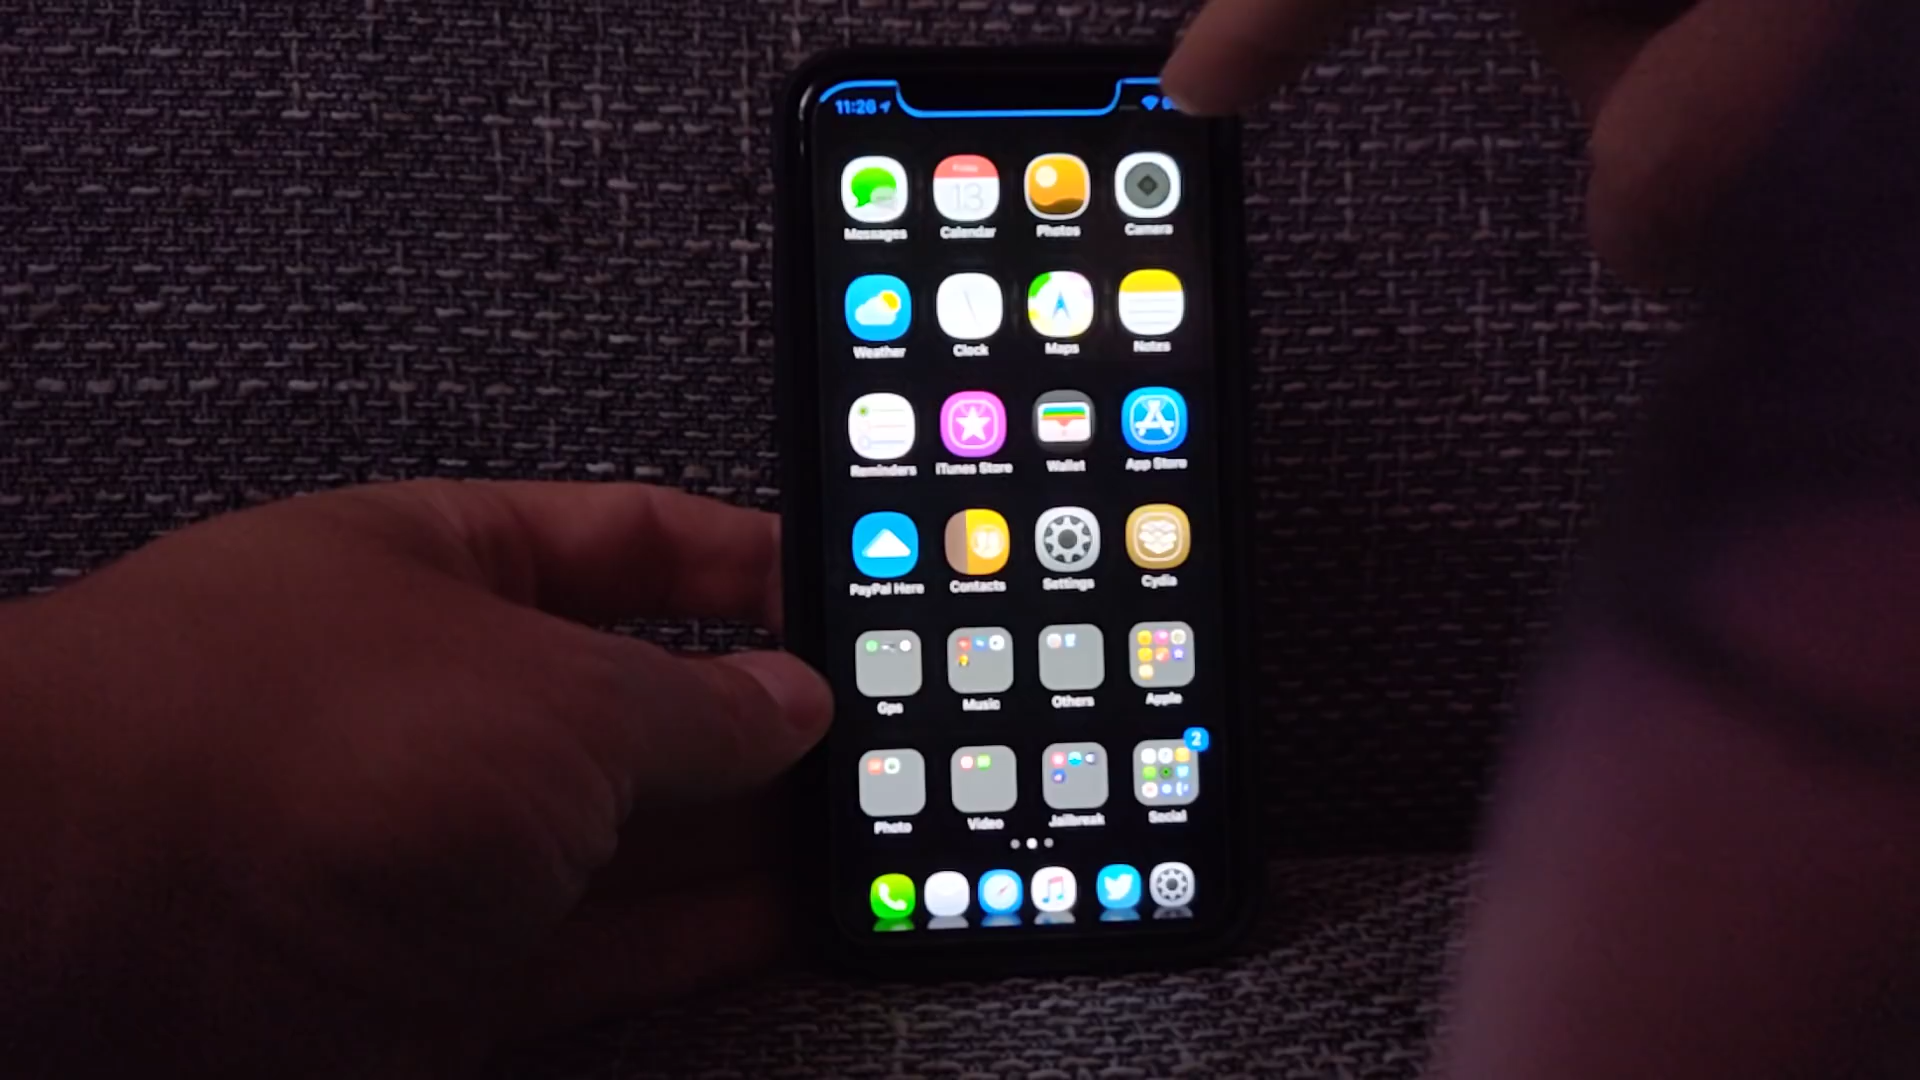 11:26
Messages Calendar Photos Camera
13
Weather Clock Maps Notes
Reminders iTunes Store Wallet App Store
PayPal Here Contacts Settings Cydia
Gps Music Others Apple
2
Photo Video Jailbreak Social